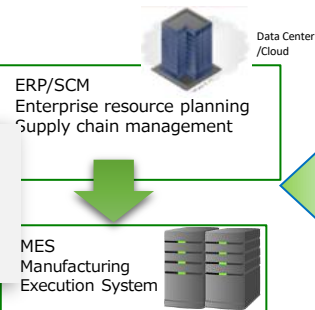 Data Center
/Cloud
ERP/SCM
Enterprise resource planning
Supply chain management
MES
Manufacturing
Execution System